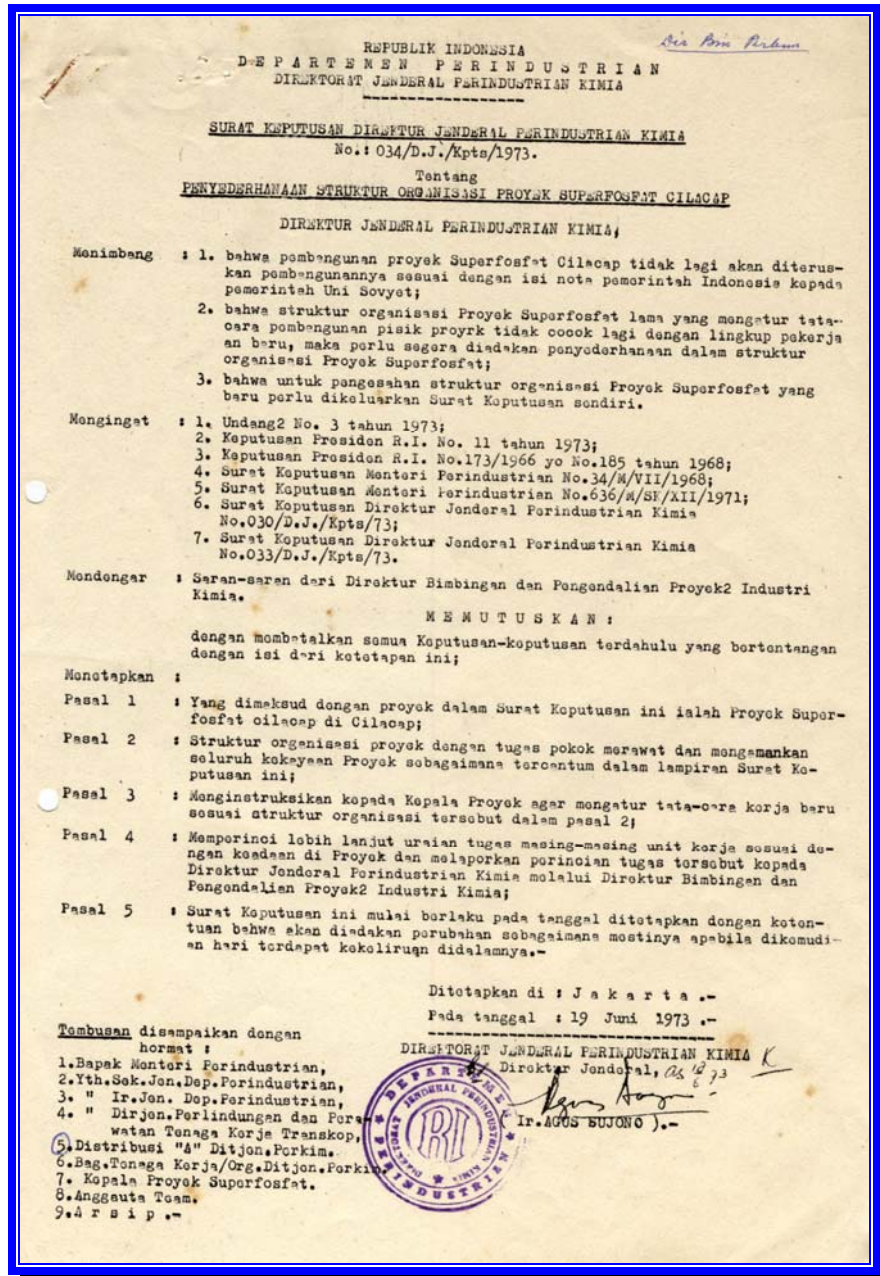 REPUBLIK INDONESIA
DEPARTEMEN PERINDUSTRIAN
DIREKTORAT JENDERAL PERINDUSTRIAN KIMIA
SURAT KEPUTUSAN DIREKTUR JENDERAL PERINDUSTRIAN KIMIA
No.: 034/D.J./Kpts/1973.
Tentang
PENYEDERHANAAN STRUKTUR ORGANISASI PROYEK SUPERFOSFAT CILACAP
DIREKTUR JENDERAL PERINDUSTRIAN KIMIA,
Menimbang : 1. bahwa pembangunan proyek Superfosfat Cilacap tidak lagi akan diterus-
kan pembangunannya sesuai dengan isi nota pemerintah Indonesia kepada
pemerintah Uni Sovyet;
2. bahwa struktur organisasi Proyek Superfosfat lama yang mengatur tata-
cara pembangunan pisik proyrk tidak cocok lagi dengan lingkup pekerja
an baru, maka perlu segera diadakan penyederhanaan dalam struktur
organisasi Proyek Superfosfat;
3. bahwa untuk pengesahan struktur organisasi Proyek Superfosfat yang
baru perlu dikeluarkan Surat Keputusan sendiri.
Mengingat : 1. Undang2 No. 3 tahun 1973;
2. Keputusan Presiden R.I. No. 11 tahun 1973;
3. Keputusan Presiden R.I. No.173/1966 yo No.185 tahun 1968;
4. Surat Keputusan Menteri Perindustrian No.34/M/VII/1968;
5. Surat Keputusan Menteri Perindustrian No.636/M/SK/XII/1971;
6. Surat Keputusan Direktur Jenderal Perindustrian Kimia
No.030/D.J./Kpts/73;
7. Surat Keputusan Direktur Jenderal Perindustrian Kimia
No.033/D.J./Kpts/73.
Mendengar : Saran-saran dari Direktur Bimbingan dan Pengendalian Proyek2 Industri
Kimia.
MEMUTUSKAN :
dengan membatalkan semua Keputusan-keputusan terdahulu yang bertentangan
dengan isi dari ketetapan ini;
Menetapkan :
Pasal 1 : Yang dimaksud dengan proyek dalam Surat Keputusan ini ialah Proyek Super-
fosfat cilacap di Cilacap;
Pasal 2 : Struktur organisasi proyek dengan tugas pokok merawat dan mengamankan
seluruh kekayaan Proyek sebagaimana tercantum dalam lampiran Surat Ke-
putusan ini;
Pasal 3 : Menginstruksikan kepada Kepala Proyek agar mengatur tata-cara kerja baru
sesuai struktur organisasi tersebut dalam pasal 2;
Pasal 4 : Memperinci lebih lanjut uraian tugas masing-masing unit kerja sesuai de-
ngan keadaan di Proyek dan melaporkan perincian tugas tersebut kepada
Direktur Jenderal Perindustrian Kimia melalui Direktur Bimbingan dan
Pengendalian Proyek2 Industri Kimia;
Pasal 5 : Surat Keputusan ini mulai berlaku pada tanggal ditetapkan dengan keten-
tuan bahwa akan diadakan perubahan sebagaimana mestinya apabila dikemudi-
an hari terdapat kekeliruan didalamnya.-
Ditetapkan di : Jakarta.-
Pada tanggal : 19 Juni 1973.-
DIREKTORAT JENDERAL PERINDUSTRIAN KIMIA
Direktur Jenderal,
Ir.AGUS SUJONO ).-
Tembusan disampaikan dengan
hormat :
1.Bapak Menteri Perindustrian,
2.Yth.Sek.Jen.Dep.Perindustrian,
3. " Ir.Jen. Dep.Perindustrian,
4. " Dirjen.Perlindungan dan Pera-
watan Tenaga Kerja Transkop,
5.Distribusi "A" Ditjen.Perkim.
6.Bag.Tenaga Kerja/Org.Ditjen.Perkim.
7. Kepala Proyek Superfosfat.
8.Anggauta Team.
9.Arsip.-
DEPARTEMEN PERINDUSTRIAN
DIREKTORAT JENDERAL PERINDUSTRIAN KIMIA
RI